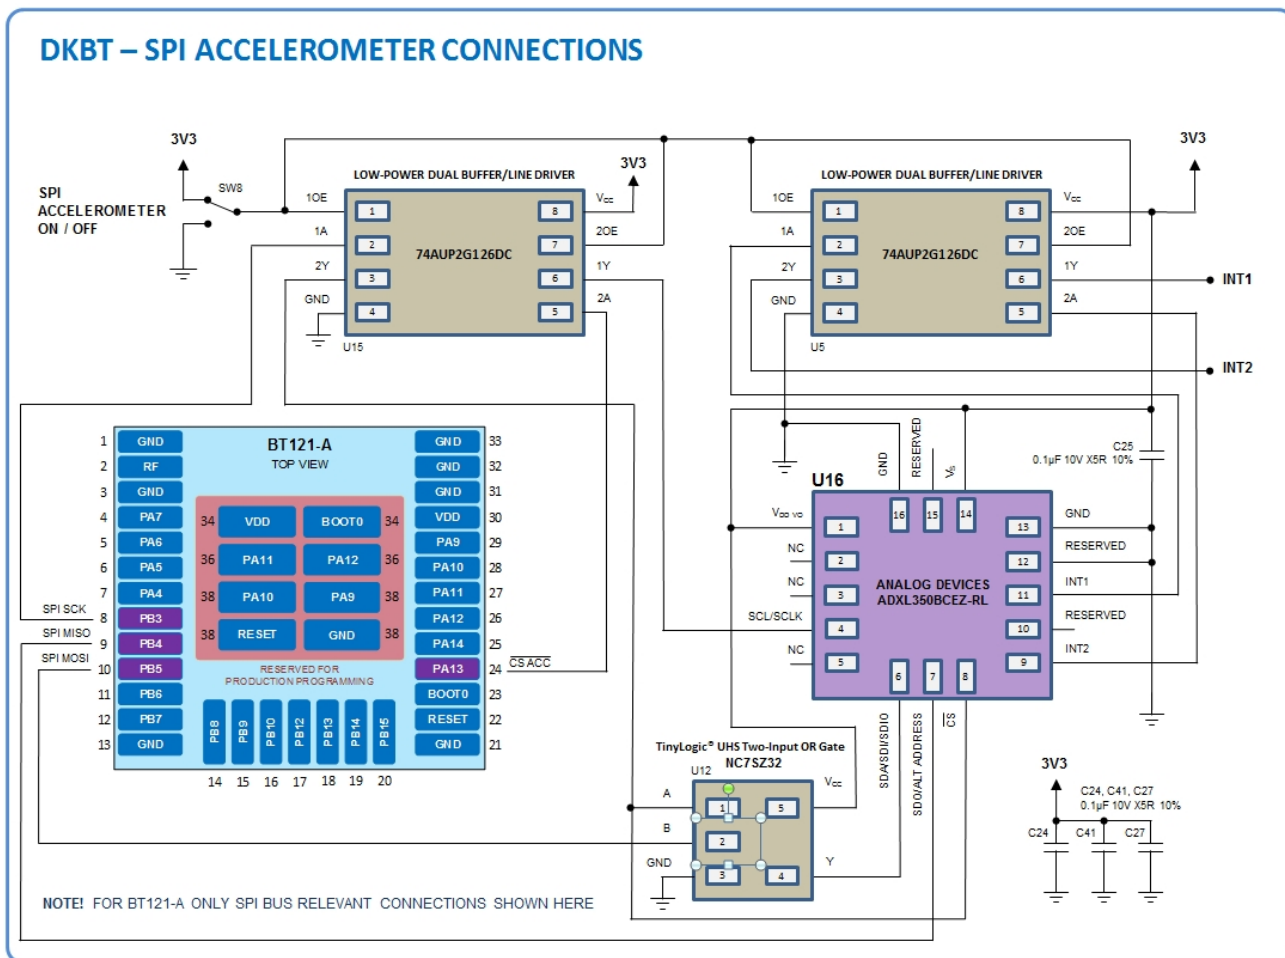 DKBT – SPI ACCELEROMETER CONNECTIONS
3V3
SPI
ACCELEROMETER
ON / OFF
SW8
LOW-POWER DUAL BUFFER/LINE DRIVER
3V3
1OE
1A
2Y
GND
1
2
3
4
74AUP2G126DC
8
7
6
5
VCC
2OE
1Y
2A
U15
LOW-POWER DUAL BUFFER/LINE DRIVER
3V3
1OE
1A
2Y
GND
1
2
3
4
74AUP2G126DC
8
7
6
5
VCC
2OE
1Y
2A
U5
INT1
INT2
BT121-A
TOP VIEW
1 GND
2 RF
3 GND
4 PA7
5 PA6
6 PA5
7 PA4
SPI SCK
8 PB3
SPI MISO
9 PB4
SPI MOSI
10 PB5
11 PB6
12 PB7
13 GND
34 VDD BOOT0 34
36 PA11 PA12 36
38 PA10 PA9 38
38 RESET GND 38
RESERVED FOR
PRODUCTION PROGRAMMING
PB8 PB9 PB10 PB12 PB13 PB14 PB15
14 15 16 17 18 19 20
GND 33
GND 32
GND 31
VDD 30
PA9 29
PA10 28
PA11 27
PA12 26
PA14 25
PA13 24
CS ACC
BOOT0 23
RESET 22
GND 21
U16
GND
RESERVED
VS
16 15 14
VDD I/O
NC
NC
SCL/SCLK
NC
1
2
3
4
5
ANALOG DEVICES
ADXL350BCEZ-RL
13 GND
12 RESERVED
11 INT1
10 RESERVED
9 INT2
6 7 8
SDA/SDI/SDIO
SDO/ALT ADDRESS
CS
C25
0.1µF 10V X5R 10%
TinyLogic® UHS Two-Input OR Gate
NC7SZ32
U12
A
B
GND
1
2
3
5
4
VCC
Y
3V3
C24, C41, C27
0.1µF 10V X5R 10%
C24
C41
C27
NOTE! FOR BT121-A ONLY SPI BUS RELEVANT CONNECTIONS SHOWN HERE